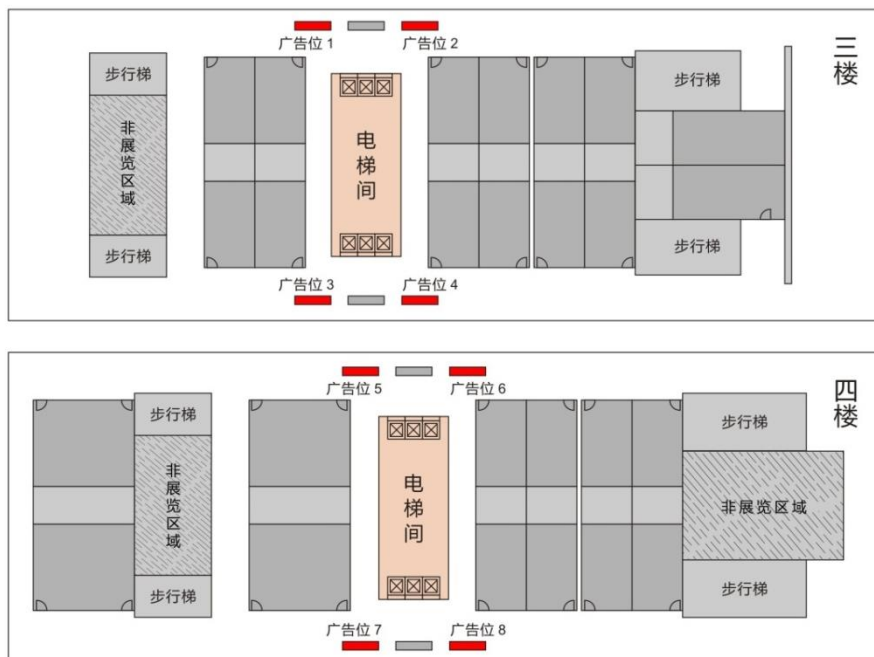 广告位 1
广告位 2
三楼
步行梯
步行梯
非展览区域
电梯间
步行梯
步行梯
广告位 3
广告位 4
广告位 5
广告位 6
四楼
步行梯
步行梯
非展览区域
电梯间
非展览区域
步行梯
步行梯
广告位 7
广告位 8